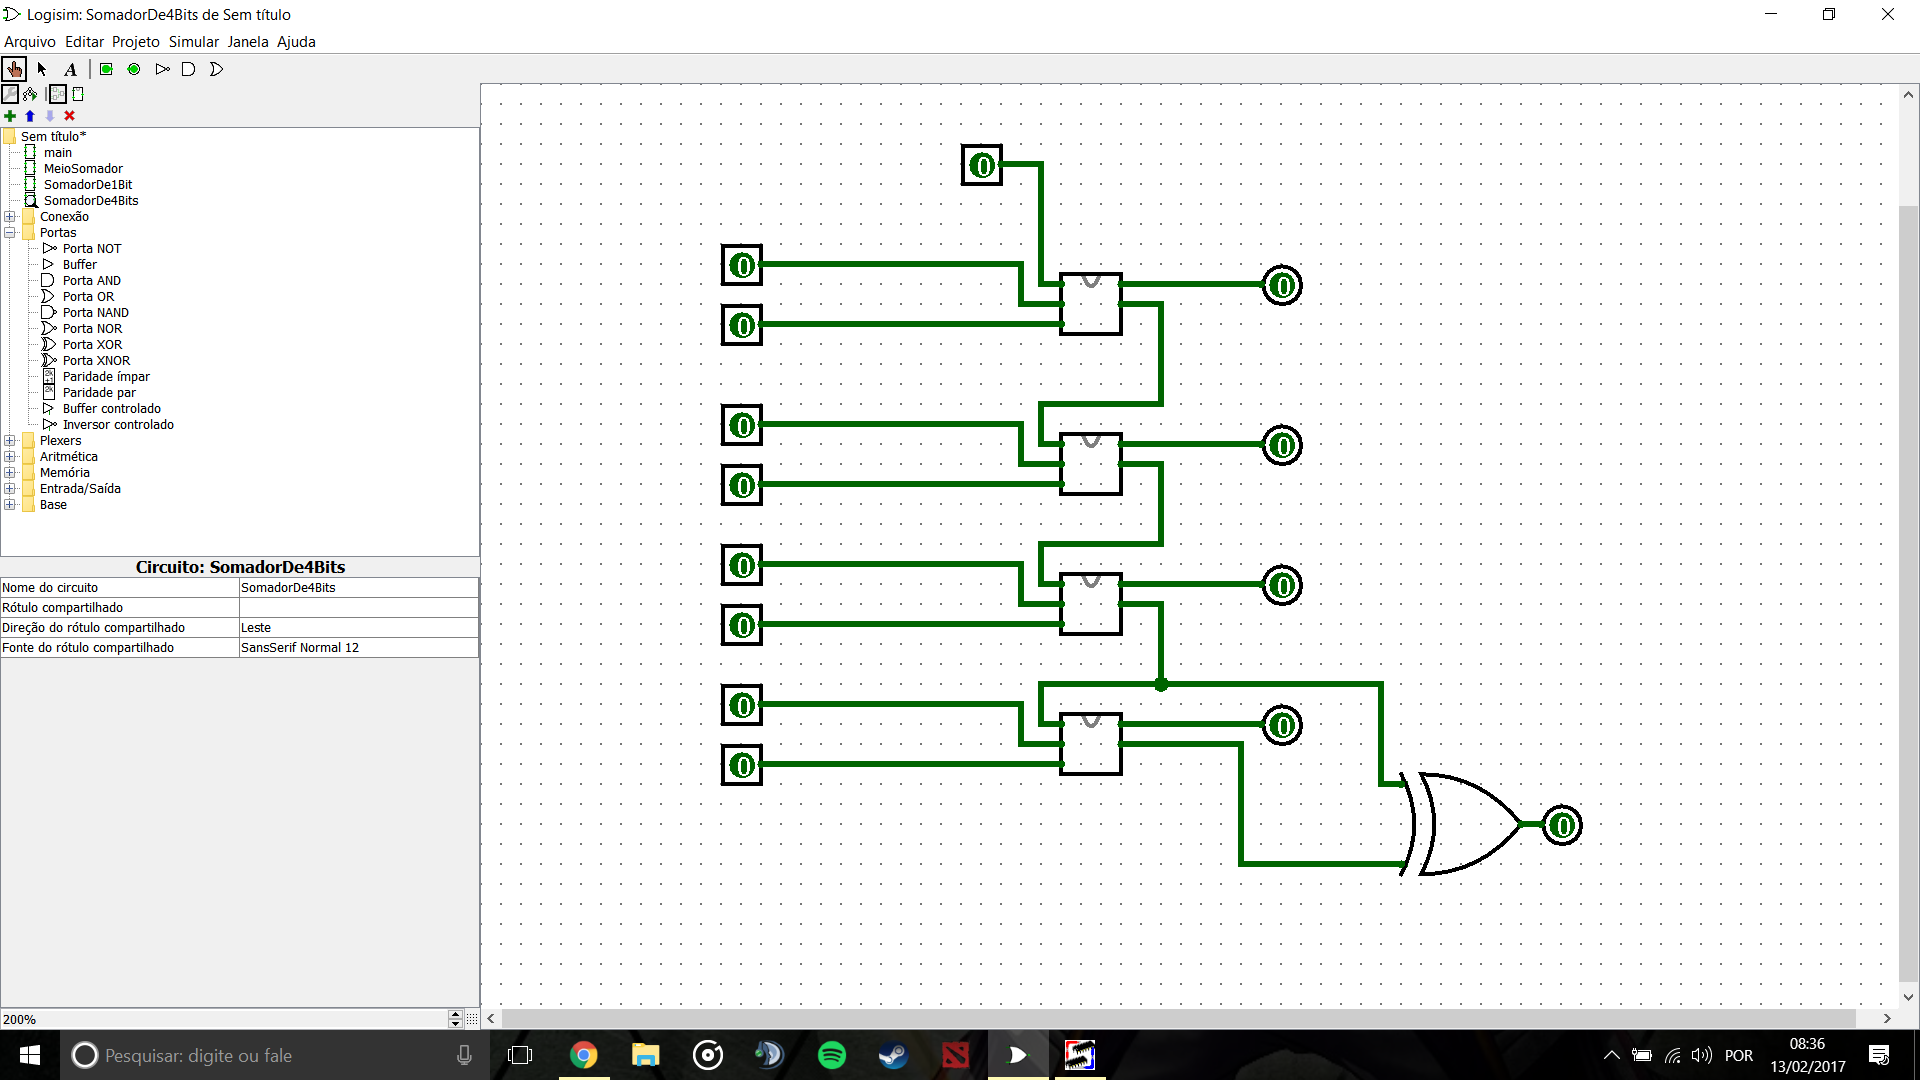 Logisim: SomadorDe4Bits de Sem título
Arquivo Editar Projeto Simular Janela Ajuda
A
Sem título*
main
MeioSomador
SomadorDe1Bit
SomadorDe4Bits
Conexão
Portas
Porta NOT
Buffer
Porta AND
Porta OR
Porta NAND
Porta NOR
Porta XOR
Porta XNOR
Paridade ímpar
Paridade par
Buffer controlado
Inversor controlado
Plexers
Aritmética
Memória
Entrada/Saída
Base
Circuito: SomadorDe4Bits
Nome do circuito SomadorDe4Bits
Rótulo compartilhado
Direção do rótulo compartilhado Leste
Fonte do rótulo compartilhado SansSerif Normal 12
200%
0
0
0
0
0
0
0
0
0
0
0
0
0
0
Pesquisar: digite ou fale
POR
08:36
13/02/2017